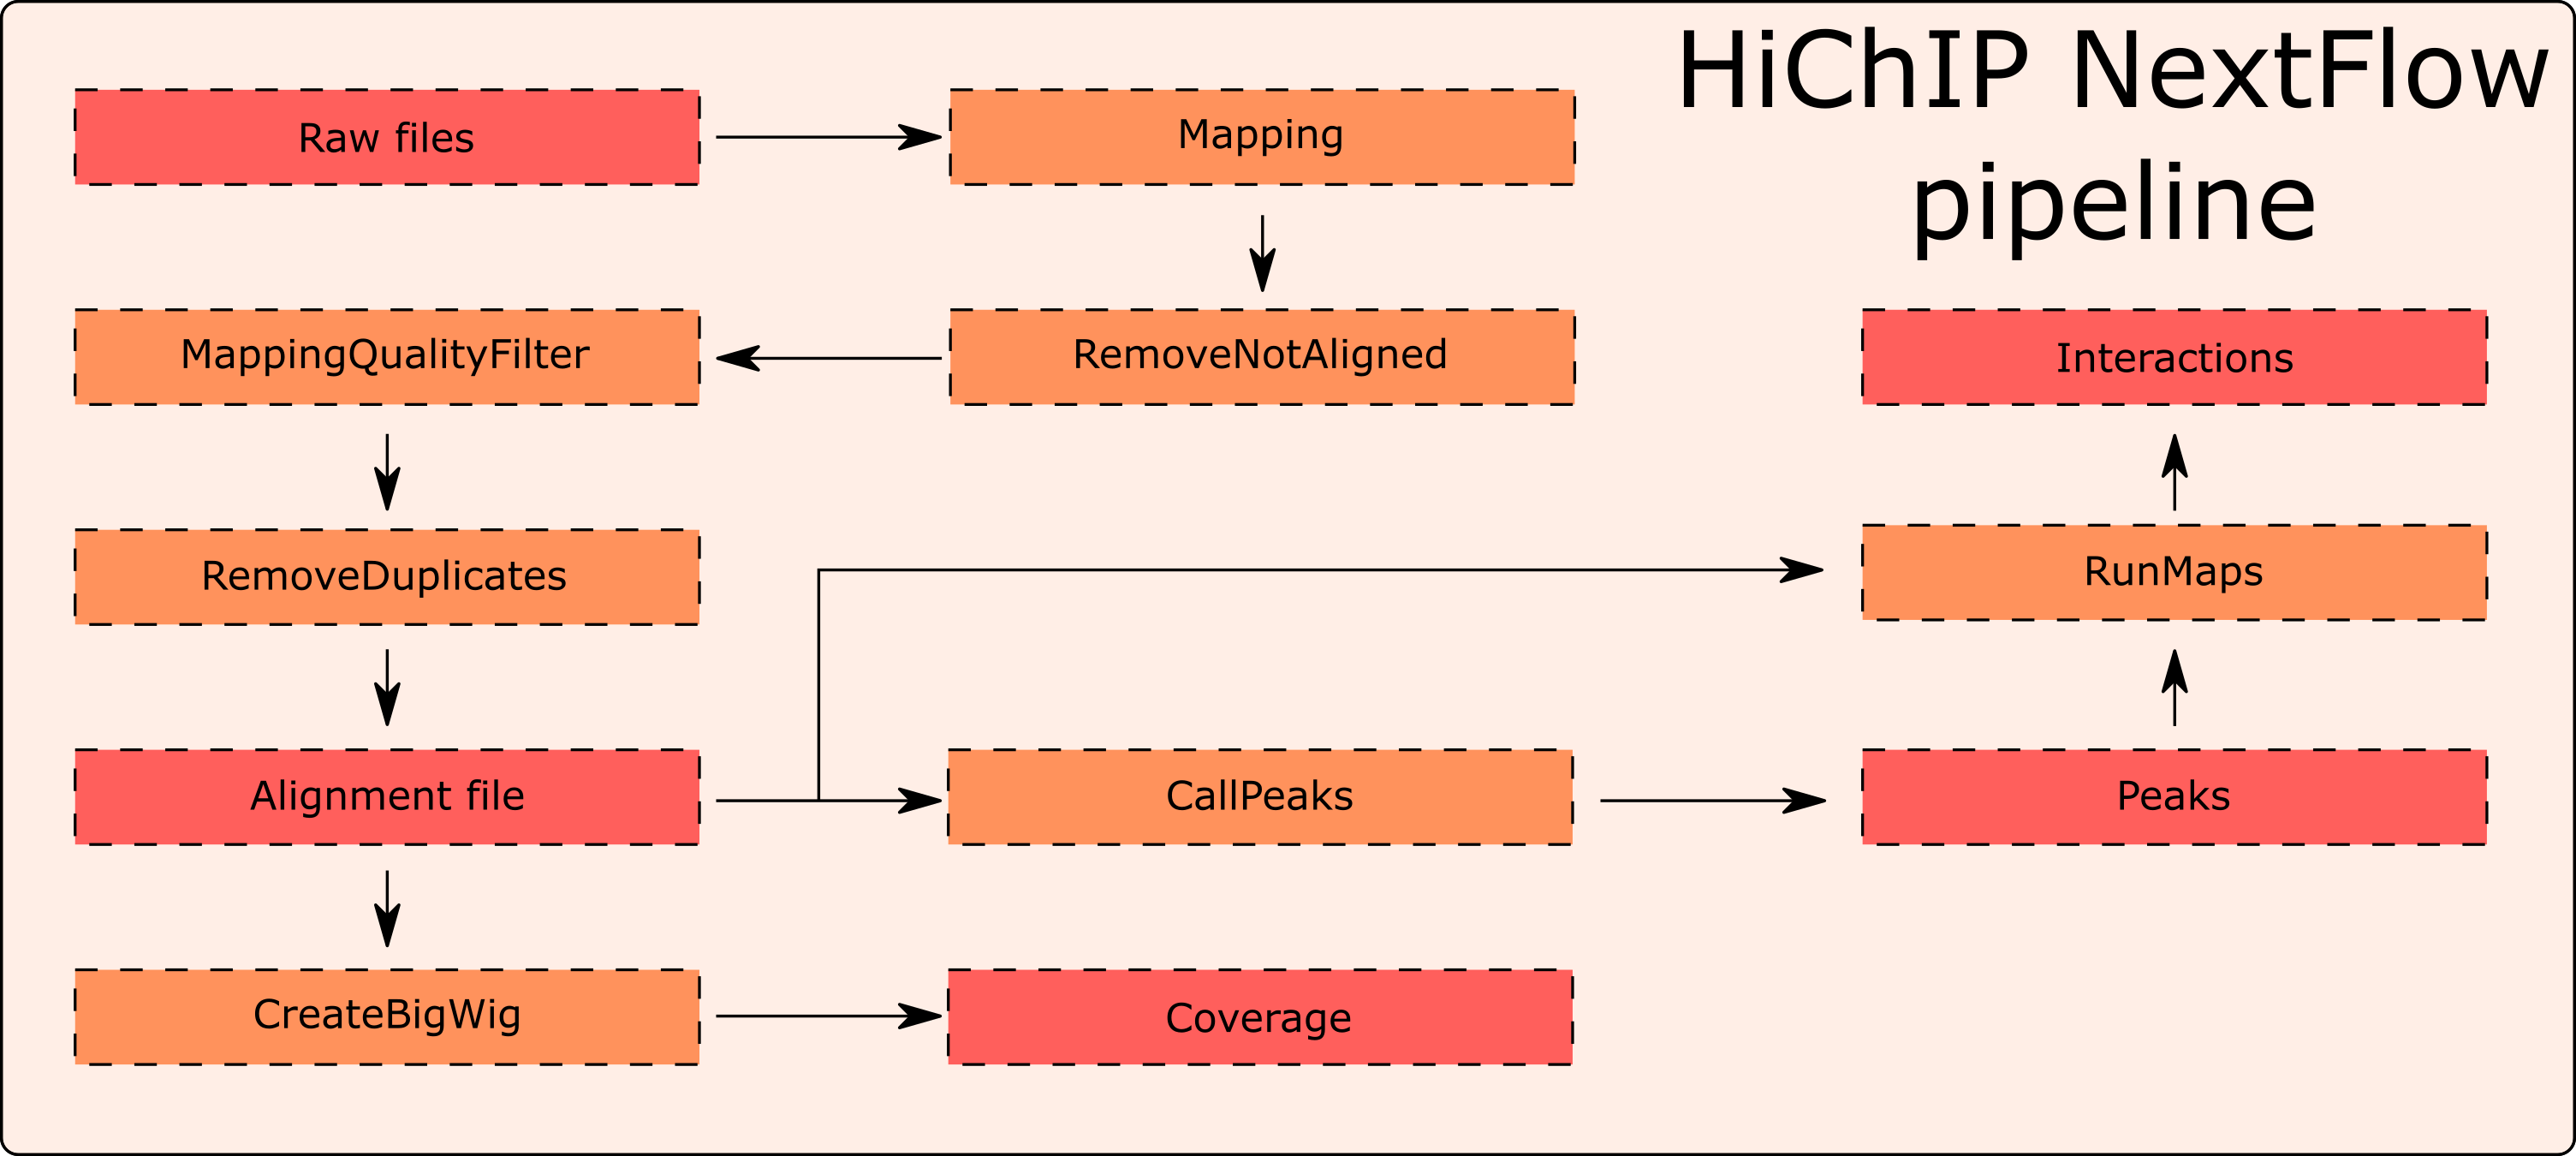 HiChIP NextFlow
pipeline
Raw files
Mapping
MappingQualityFilter
RemoveNotAligned
Interactions
RemoveDuplicates
RunMaps
Alignment file
CallPeaks
Peaks
CreateBigWig
Coverage